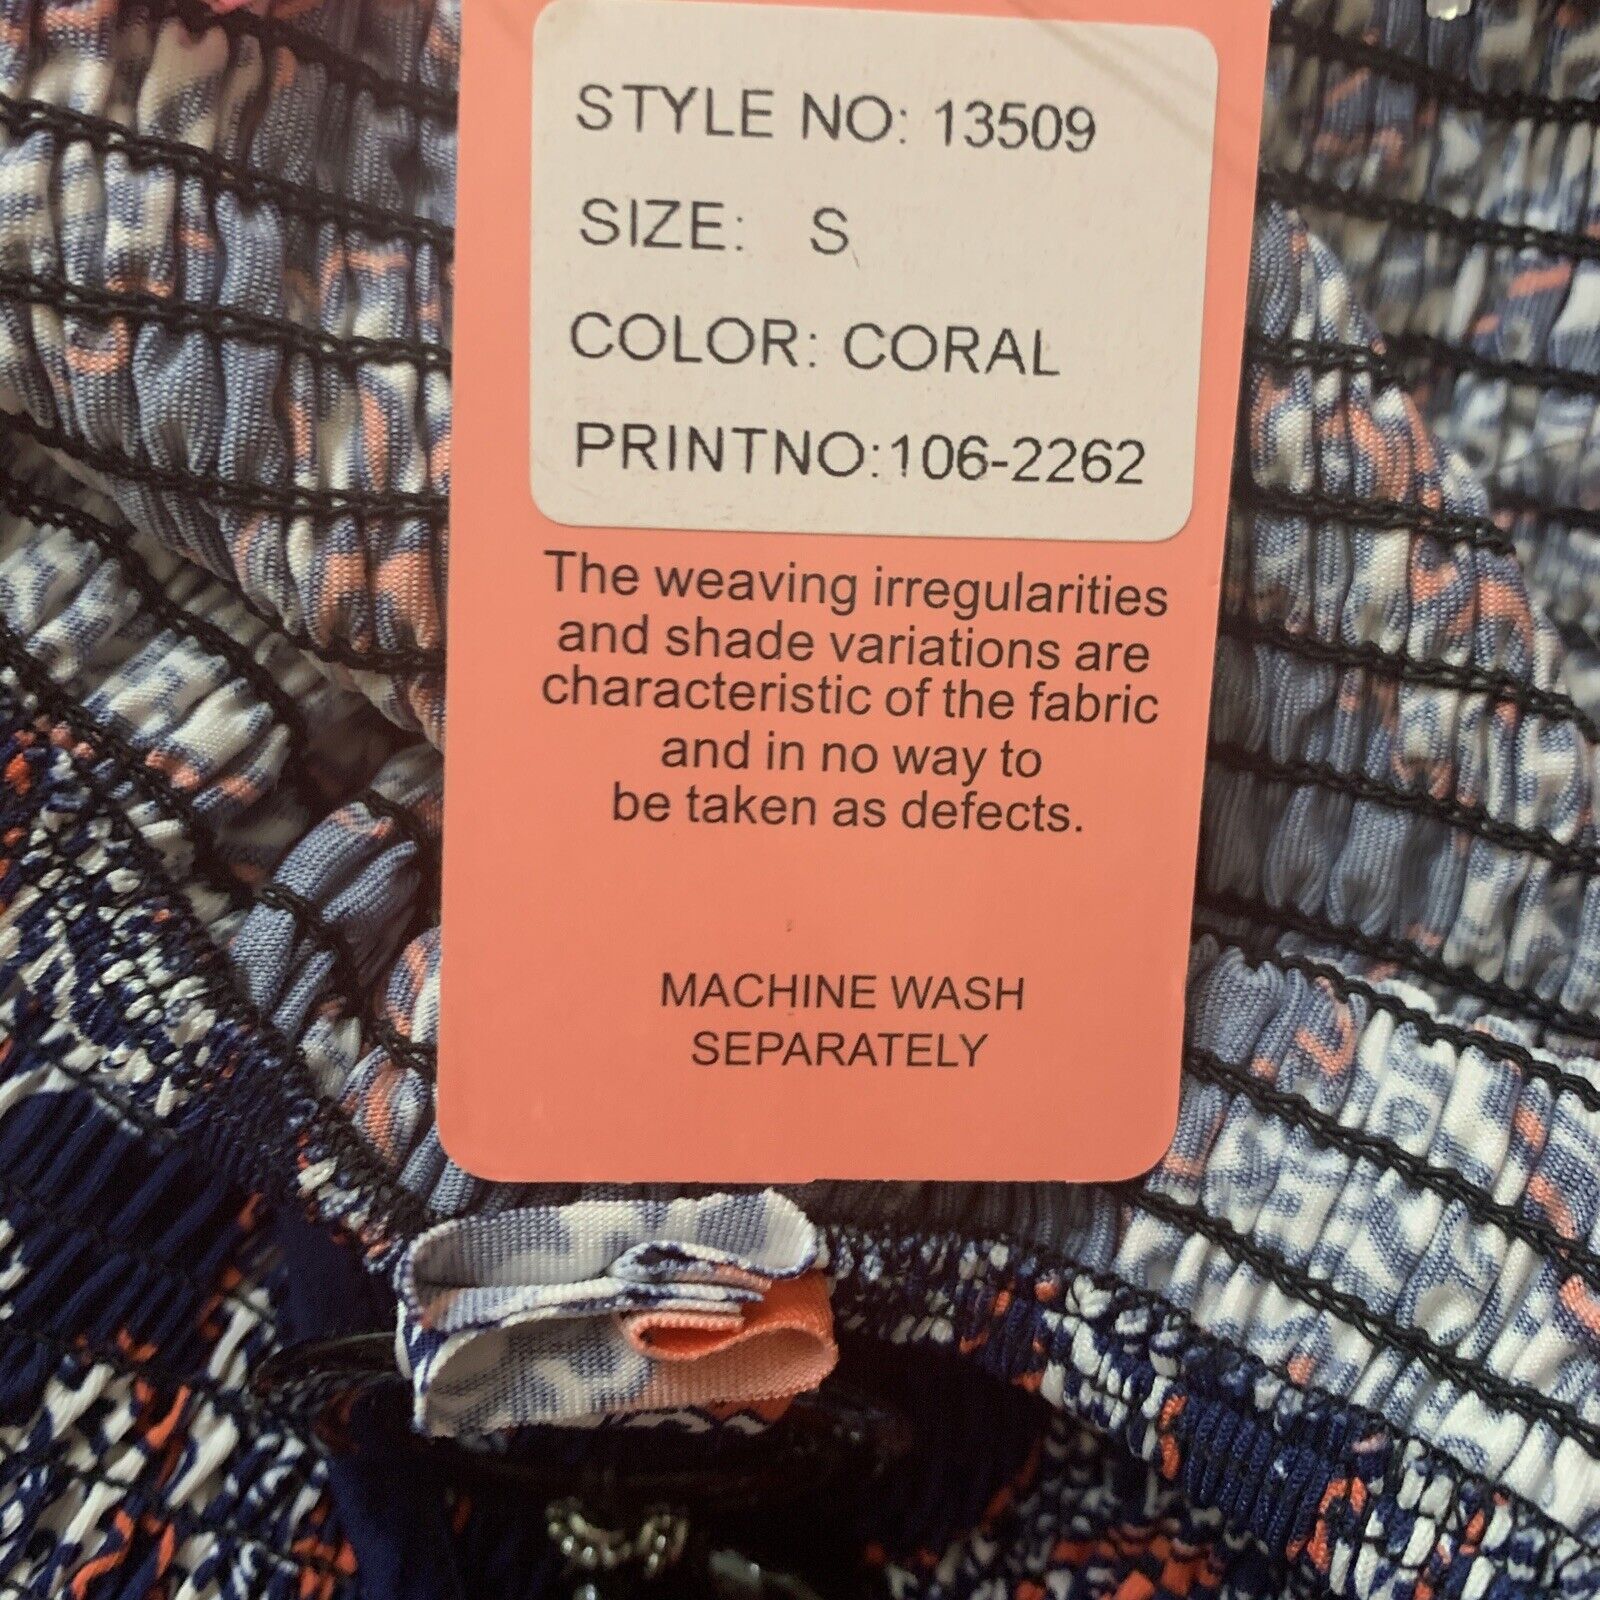 STYLE NO: 13509
SIZE: S
COLOR: CORAL
PRINTNO:106-2262
The weaving irregularities
and shade variations are
characteristic of the fabric
and in no way to
be taken as defects.
MACHINE WASH
SEPARATELY